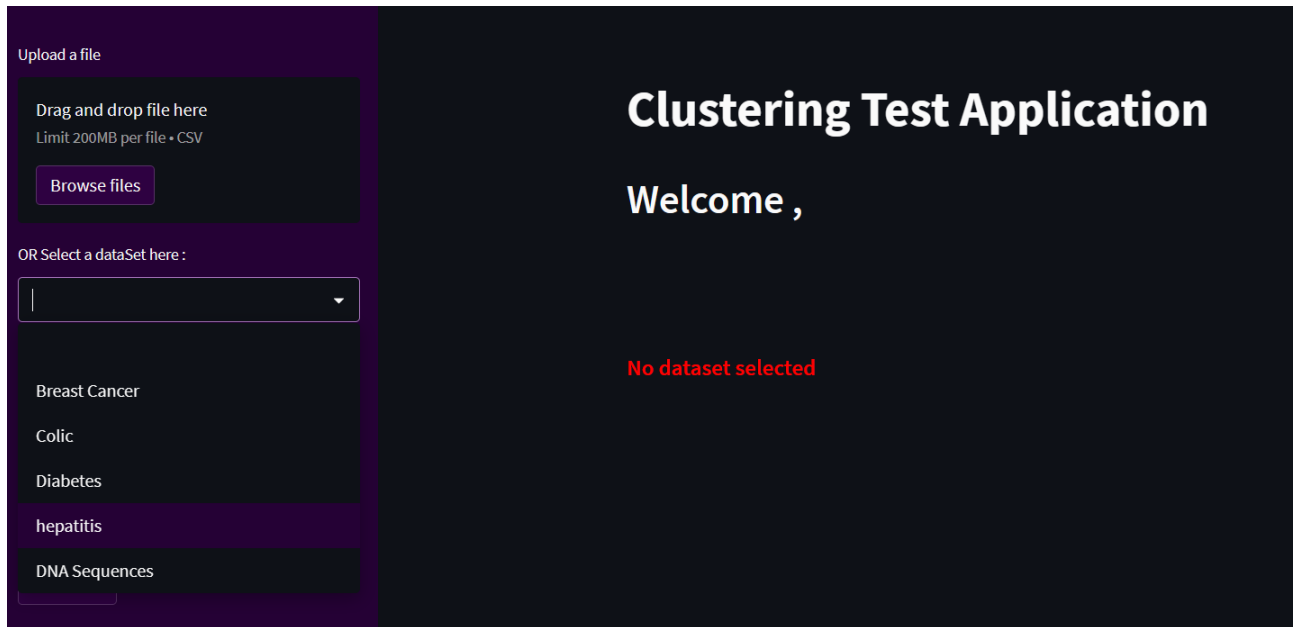 Upload a file
Drag and drop file here
Limit 200MB per file • CSV
Browse files
OR Select a dataSet here :
Breast Cancer
Colic
Diabetes
hepatitis
DNA Sequences
Clustering Test Application
Welcome ,
No dataset selected